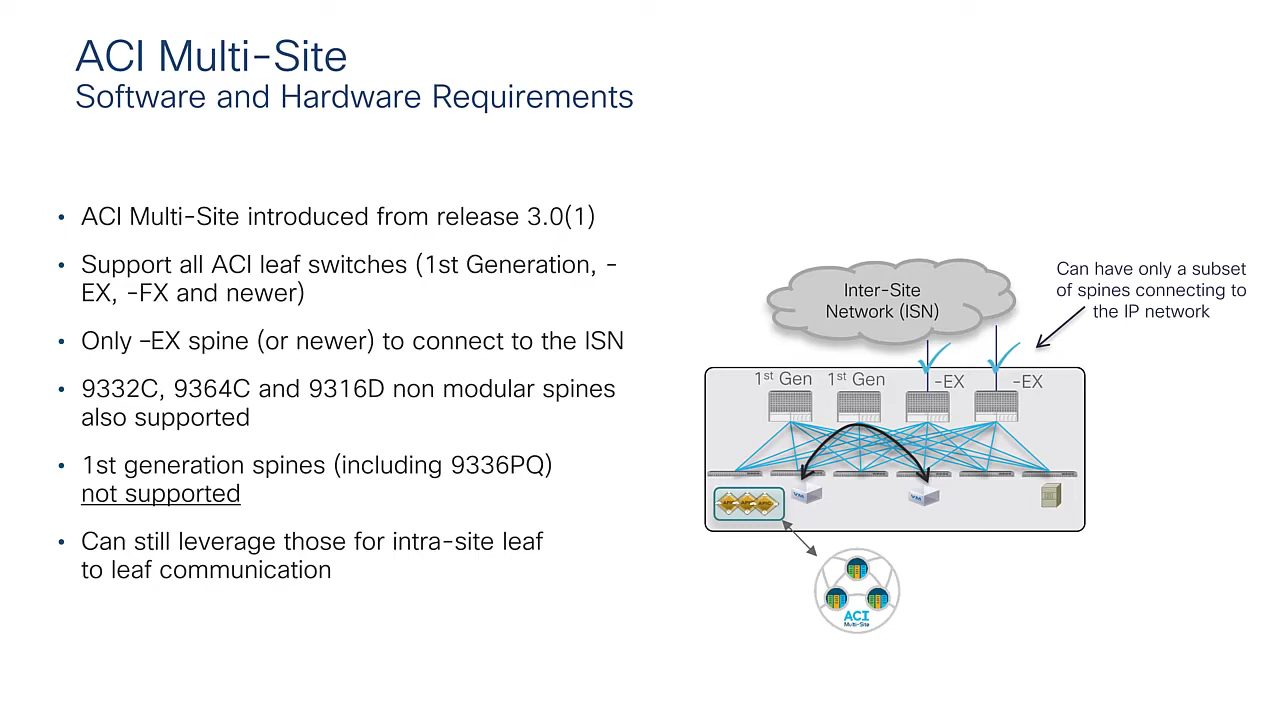 ACI Multi-Site
Software and Hardware Requirements
• ACI Multi-Site introduced from release 3.0(1)
• Support all ACI leaf switches (1st Generation, -
EX, -FX and newer)
• Only –EX spine (or newer) to connect to the ISN
• 9332C, 9364C and 9316D non modular spines
also supported
• 1st generation spines (including 9336PQ)
not supported
• Can still leverage those for intra-site leaf
to leaf communication
Can have only a subset
of spines connecting to
the IP network
Inter-Site
Network (ISN)
1st Gen
1st Gen
-EX
-EX
VM
VM
APIC
ACI
Multi-Site